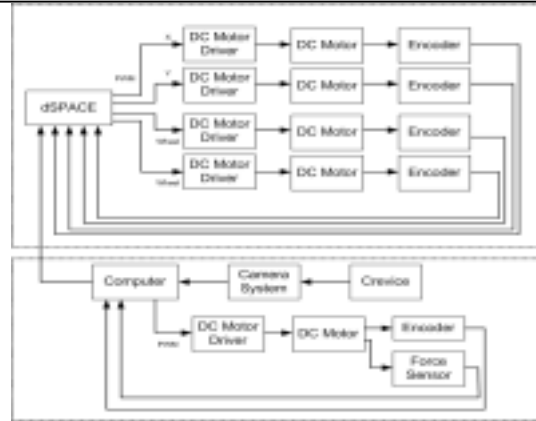 X
DC Motor
Driver
DC Motor
Encoder
PWM
Y
DC Motor
Driver
DC Motor
Encoder
dSPACE
DC Motor
Driver
DC Motor
Encoder
Wheel
DC Motor
Driver
DC Motor
Encoder
Wheel
Computer
Camera
System
Crevice
DC Motor
Driver
DC Motor
Encoder
PWM
Force
Sensor